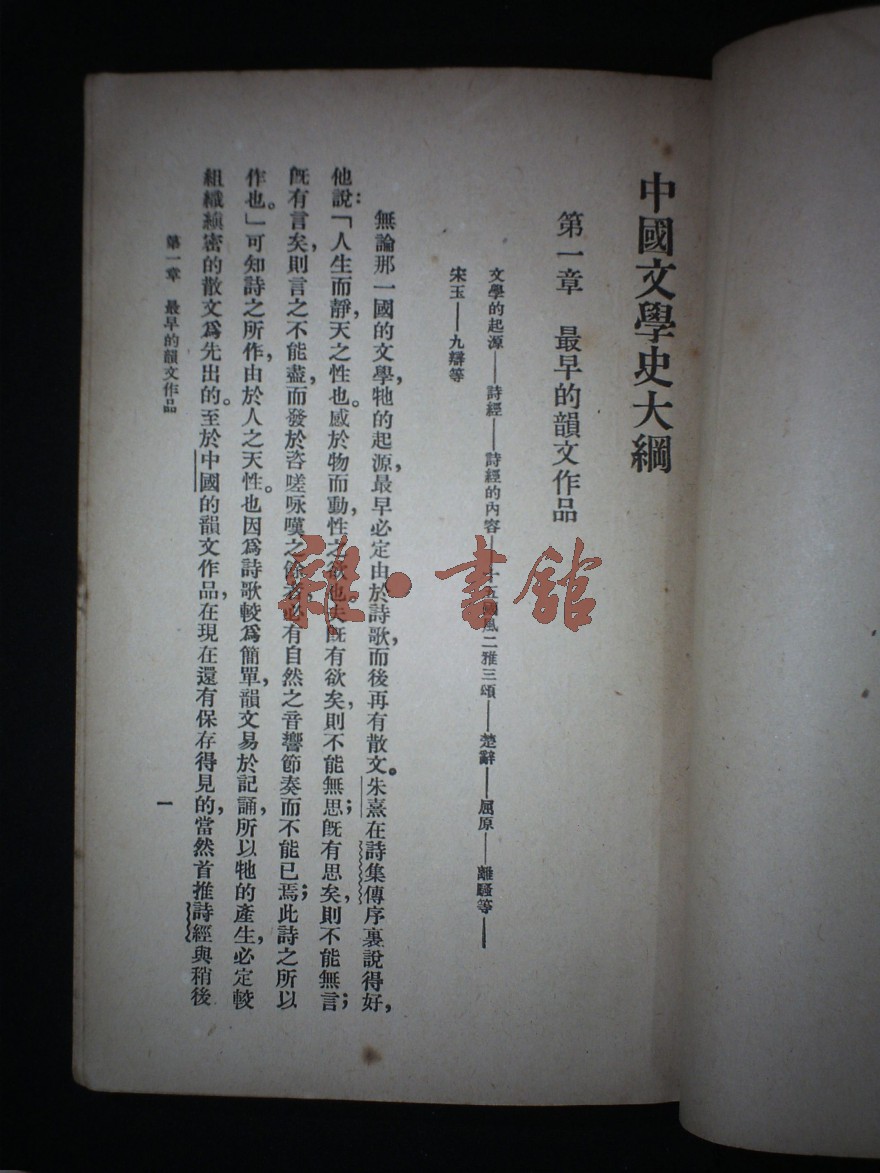 中國文學史大綱
第一章　最早的韻文作品
文學的起源——詩經——詩經的內容——十五國風二雅三頌——楚辭——屈原——離騷等——
宋玉——九辯等
無論那一國的文學，牠的起源，最早必定由於詩歌，而後再有散文。朱熹在詩集傳序裏說得好，
他說：「人生而靜，天之性也。感於物而動，性之欲也。夫既有欲矣，則不能無思；既有思矣，則不能無言；
既有言矣，則言之不能盡，而發於咨嗟咏嘆之餘者，必有自然之音響節奏而不能已焉；此詩之所以
作也。」可知詩之所作，由於人之天性也。因爲詩歌較爲簡單，韻文易於記誦，所以牠的產生，必定較
組織縝密的散文爲先出的。至於中國的韻文作品，在現在還有保存得見的，當然首推詩經與稍後
第一章　最早的韻文作品
一
雜·書館